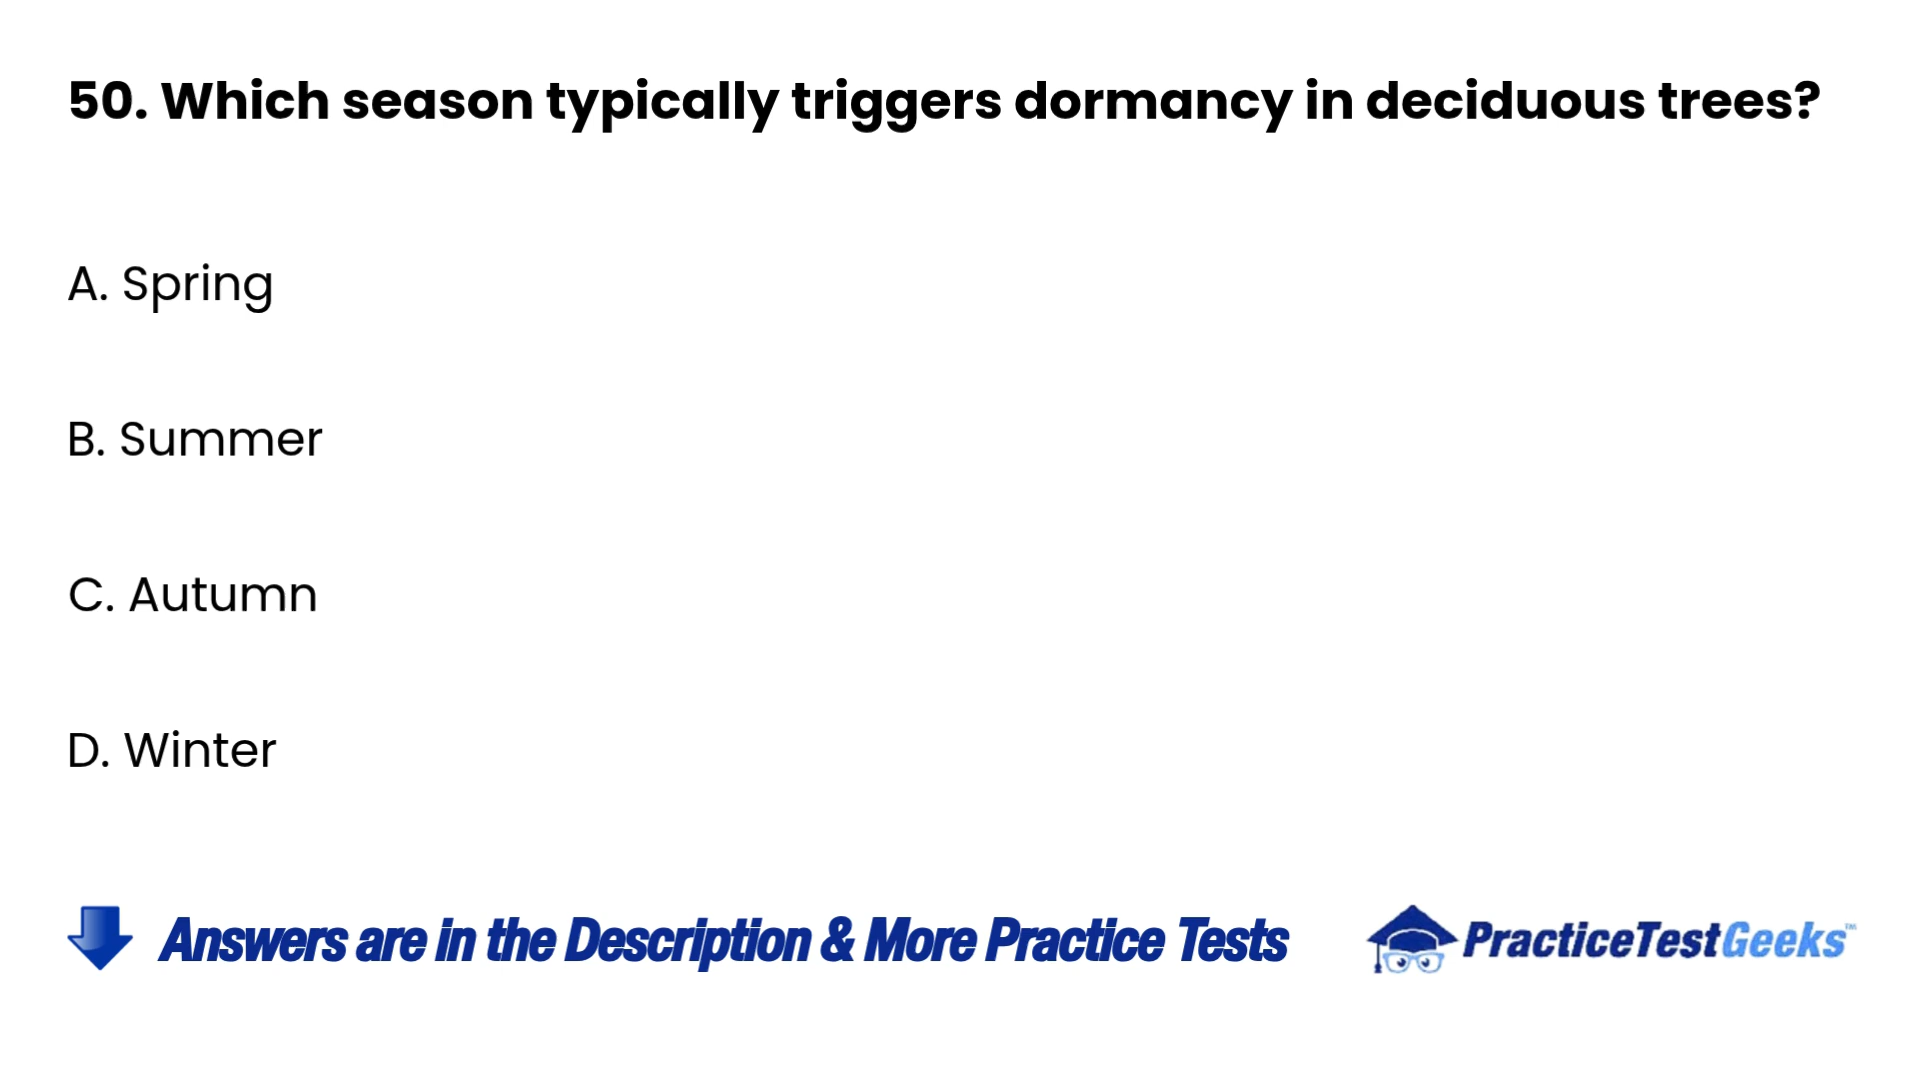 50. Which season typically triggers dormancy in deciduous trees?
A. Spring
B. Summer
C. Autumn
D. Winter
Answers are in the Description & More Practice Tests
PracticeTestGeeks™